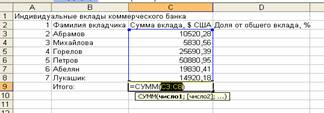 A B C D
1 Индивидуальные вклады коммерческого банка
2 1 Фамилия вкладчика Сумма вклада, $ США Доля от общего вклада, %
3 2 Абрамов 10520,28
4 3 Михайлова 5830,56
5 4 Горелов 25690,39
6 5 Петров 50880,95
7 6 Абелян 19830,41
8 7 Лукашик 14920,18
9 Итого: =СУММ(C3:C8)
10 СУММ(число1; [число2]; ...)